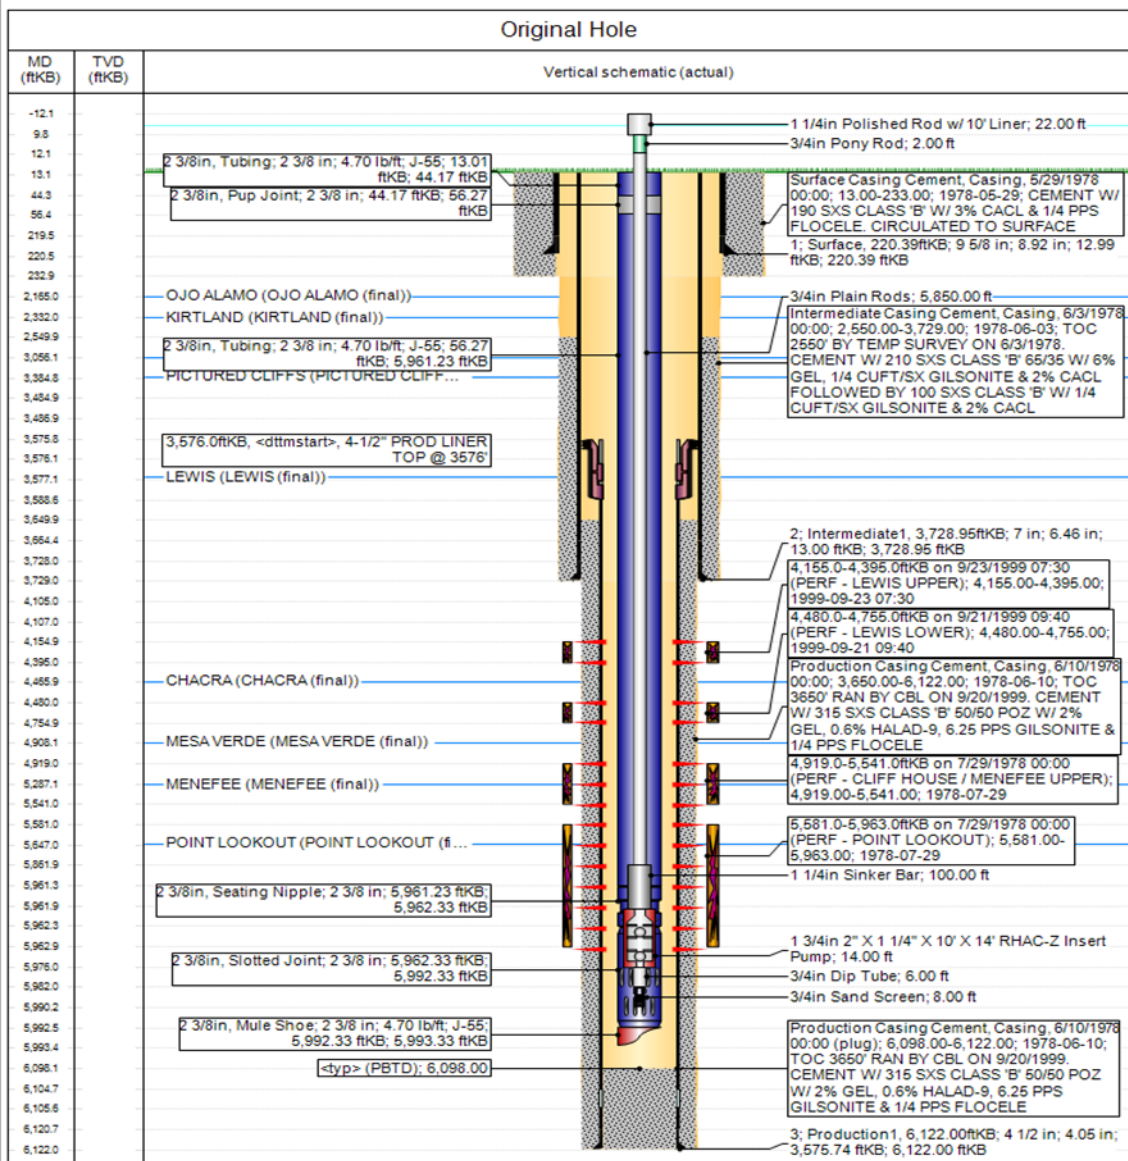 Original Hole
MD
(ftKB)
TVD
(ftKB)
Vertical schematic (actual)
-12.1
9.8
12.1
13.1
44.3
56.4
219.5
220.5
232.9
2,165.0
2,332.0
2,549.9
3,056.1
3,384.8
3,484.9
3,486.9
3,575.8
3,576.1
3,577.1
3,588.6
3,649.9
3,664.4
3,728.0
3,729.0
4,105.0
4,107.0
4,154.9
4,395.0
4,465.9
4,480.0
4,754.9
4,908.1
4,919.0
5,287.1
5,541.0
5,581.0
5,647.0
5,861.9
5,961.3
5,961.9
5,962.3
5,962.9
5,976.0
5,982.0
5,990.2
5,992.5
5,993.4
6,098.1
6,104.7
6,105.6
6,120.7
6,122.0
2 3/8in, Tubing; 2 3/8 in; 4.70 lb/ft; J-55; 13.01
ftKB; 44.17 ftKB
2 3/8in, Pup Joint; 2 3/8 in; 44.17 ftKB; 56.27
ftKB
OJO ALAMO (OJO ALAMO (final))
KIRTLAND (KIRTLAND (final))
2 3/8in, Tubing; 2 3/8 in; 4.70 lb/ft; J-55; 56.27
ftKB; 5,961.23 ftKB
PICTURED CLIFFS (PICTURED CLIFF...
3,576.0ftKB, <dttmstart>, 4-1/2" PROD LINER
TOP @ 3576'
LEWIS (LEWIS (final))
CHACRA (CHACRA (final))
MESA VERDE (MESA VERDE (final))
MENEFEE (MENEFEE (final))
POINT LOOKOUT (POINT LOOKOUT (fi...
2 3/8in, Seating Nipple; 2 3/8 in; 5,961.23 ftKB;
5,962.33 ftKB
2 3/8in, Slotted Joint; 2 3/8 in; 5,962.33 ftKB;
5,992.33 ftKB
2 3/8in, Mule Shoe; 2 3/8 in; 4.70 lb/ft; J-55;
5,992.33 ftKB; 5,993.33 ftKB
<typ> (PBTD); 6,098.00
1 1/4in Polished Rod w/ 10' Liner; 22.00 ft
3/4in Pony Rod; 2.00 ft
Surface Casing Cement, Casing, 5/29/1978
00:00; 13.00-233.00; 1978-05-29; CEMENT W/
190 SXS CLASS 'B' W/ 3% CACL & 1/4 PPS
FLOCELE. CIRCULATED TO SURFACE
1; Surface, 220.39ftKB; 9 5/8 in; 8.92 in; 12.99
ftKB; 220.39 ftKB
3/4in Plain Rods; 5,850.00 ft
Intermediate Casing Cement, Casing, 6/3/1978
00:00; 2,550.00-3,729.00; 1978-06-03; TOC
2550' BY TEMP SURVEY ON 6/3/1978.
CEMENT W/ 210 SXS CLASS 'B' 65/35 W/ 6%
GEL, 1/4 CUFT/SX GILSONITE & 2% CACL
FOLLOWED BY 100 SXS CLASS 'B' W/ 1/4
CUFT/SX GILSONITE & 2% CACL
2; Intermediate1, 3,728.95ftKB; 7 in; 6.46 in;
13.00 ftKB; 3,728.95 ftKB
4,155.0-4,395.0ftKB on 9/23/1999 07:30
(PERF - LEWIS UPPER); 4,155.00-4,395.00;
1999-09-23 07:30
4,480.0-4,755.0ftKB on 9/21/1999 09:40
(PERF - LEWIS LOWER); 4,480.00-4,755.00;
1999-09-21 09:40
Production Casing Cement, Casing, 6/10/1978
00:00; 3,650.00-6,122.00; 1978-06-10; TOC
3650' RAN BY CBL ON 9/20/1999. CEMENT
W/ 315 SXS CLASS 'B' 50/50 POZ W/ 2%
GEL, 0.6% HALAD-9, 6.25 PPS GILSONITE &
1/4 PPS FLOCELE
4,919.0-5,541.0ftKB on 7/29/1978 00:00
(PERF - CLIFF HOUSE / MENEFEE UPPER);
4,919.00-5,541.00; 1978-07-29
5,581.0-5,963.0ftKB on 7/29/1978 00:00
(PERF - POINT LOOKOUT); 5,581.00-
5,963.00; 1978-07-29
1 1/4in Sinker Bar; 100.00 ft
1 3/4in 2" X 1 1/4" X 10' X 14' RHAC-Z Insert
Pump; 14.00 ft
3/4in Dip Tube; 6.00 ft
3/4in Sand Screen; 8.00 ft
Production Casing Cement, Casing, 6/10/1978
00:00 (plug); 6,098.00-6,122.00; 1978-06-10;
TOC 3650' RAN BY CBL ON 9/20/1999.
CEMENT W/ 315 SXS CLASS 'B' 50/50 POZ
W/ 2% GEL, 0.6% HALAD-9, 6.25 PPS
GILSONITE & 1/4 PPS FLOCELE
3; Production1, 6,122.00ftKB; 4 1/2 in; 4.05 in;
3,575.74 ftKB; 6,122.00 ftKB